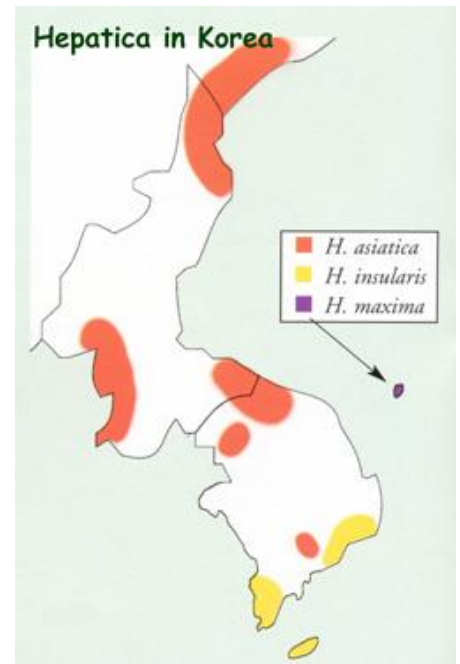 Hepatica in Korea
H. asiatica
H. insularis
H. maxima